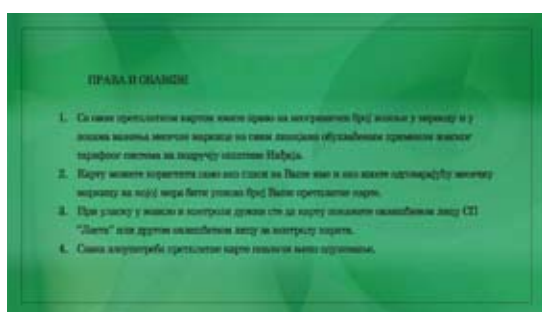 ПРАВА И ОБАВЕЗЕ
1. Са овом претплатном картом имате право на неограничен број вожњи у мерцицу и у
зонама важења месечне маркице на свим линијама обухваћеним применом зонског
тарифног система на подручју општине Инђија.
2. Карту можете користити само ако гласи на Ваше име и ако имате одговарајућу месечну
маркицу на којој мора бити уписан број Ваше претплатне карте.
3. При уласку у возило и контроли дужни сте да карту покажете овлашћеном лицу СП
"Ласта" или другом овлашћеном лицу за контролу карата.
4. Свака злоупотреба претплатне карте повлачи њено одузимање.